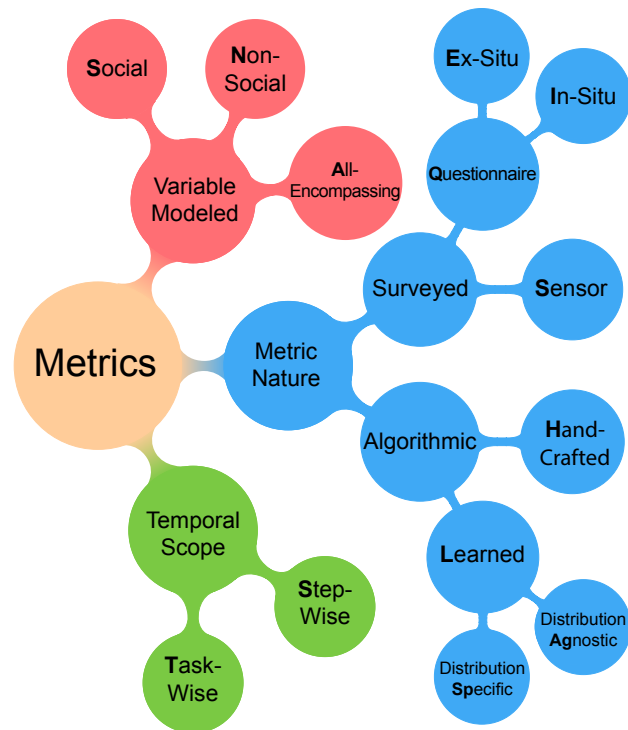 Social
Non-
Social
All-
Encompassing
Variable
Modeled
Ex-Situ
In-Situ
Questionnaire
Surveyed
Sensor
Metrics
Metric
Nature
Algorithmic
Hand-
Crafted
Learned
Distribution
Agnostic
Distribution
Specific
Temporal
Scope
Step-
Wise
Task-
Wise